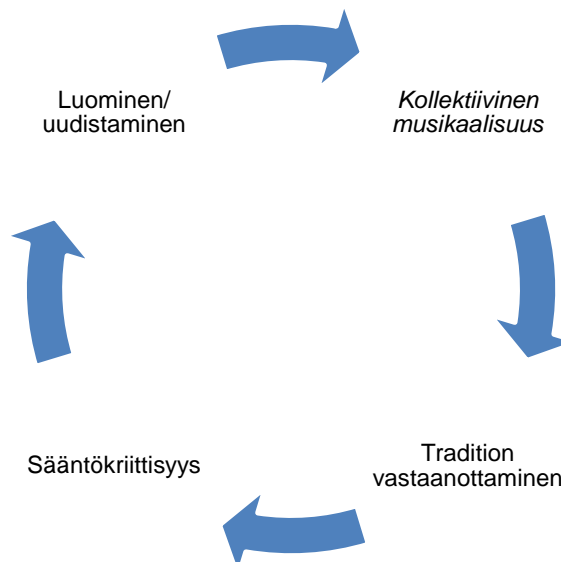 Luominen/
uudistaminen
Kollektiivinen
musikaalisuus
Tradition
vastaanottaminen
Sääntökriittisyys